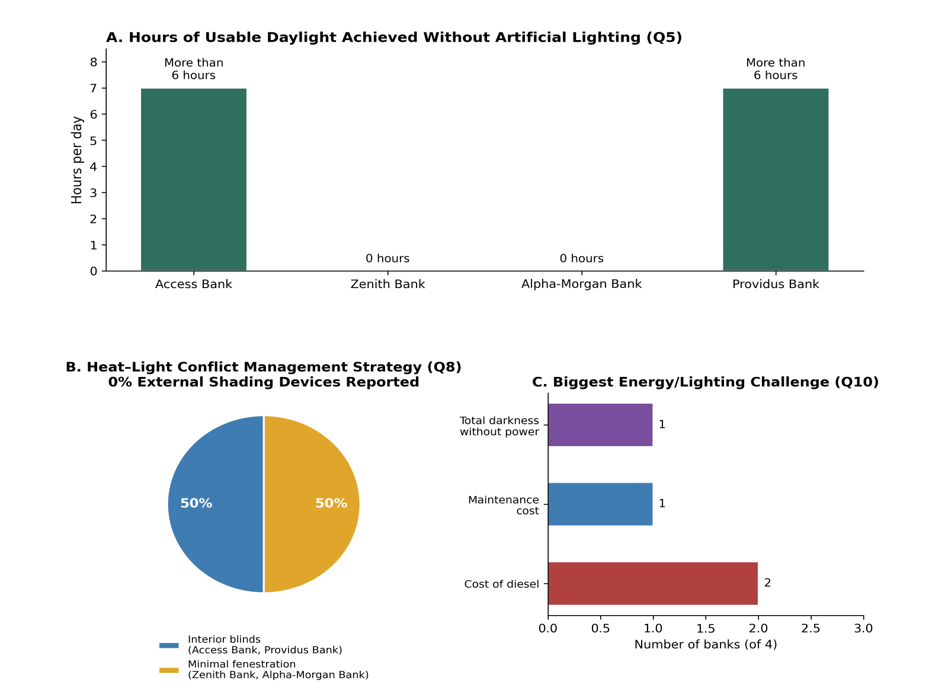 A. Hours of Usable Daylight Achieved Without Artificial Lighting (Q5)
Hours per day
8
7
6
5
4
3
2
1
0
More than
6 hours
0 hours
0 hours
More than
6 hours
Access Bank
Zenith Bank
Alpha-Morgan Bank
Providus Bank
B. Heat–Light Conflict Management Strategy (Q8)
0% External Shading Devices Reported
50%
50%
Interior blinds
(Access Bank, Providus Bank)
Minimal fenestration
(Zenith Bank, Alpha-Morgan Bank)
C. Biggest Energy/Lighting Challenge (Q10)
Total darkness
without power
1
Maintenance
cost
1
Cost of diesel
2
0.0
0.5
1.0
1.5
2.0
2.5
3.0
Number of banks (of 4)